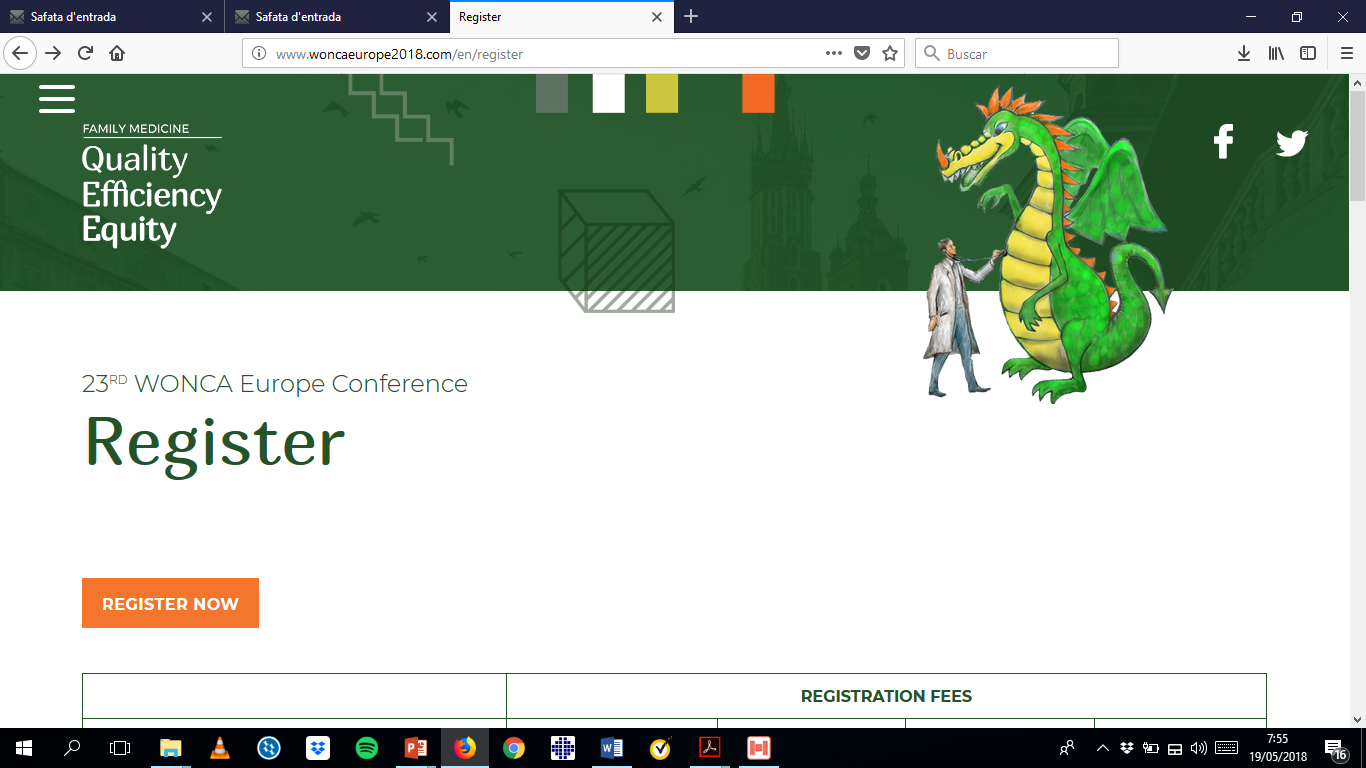 Safata d'entrada
Safata d'entrada
Register
www.woncaeurope2018.com/en/register
Buscar
FAMILY MEDICINE
Quality
Efficiency
Equity
23RD WONCA Europe Conference
Register
REGISTER NOW
REGISTRATION FEES
7:55
19/05/2018
16